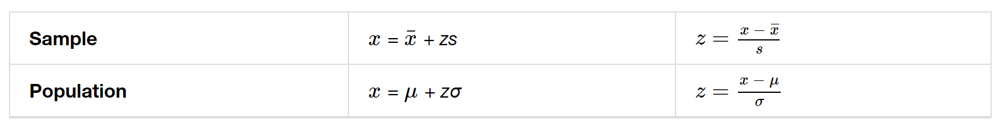 Sample x = x̄ + zs z = (x − x̄)/s
Population x = μ + zσ z = (x − μ)/σ